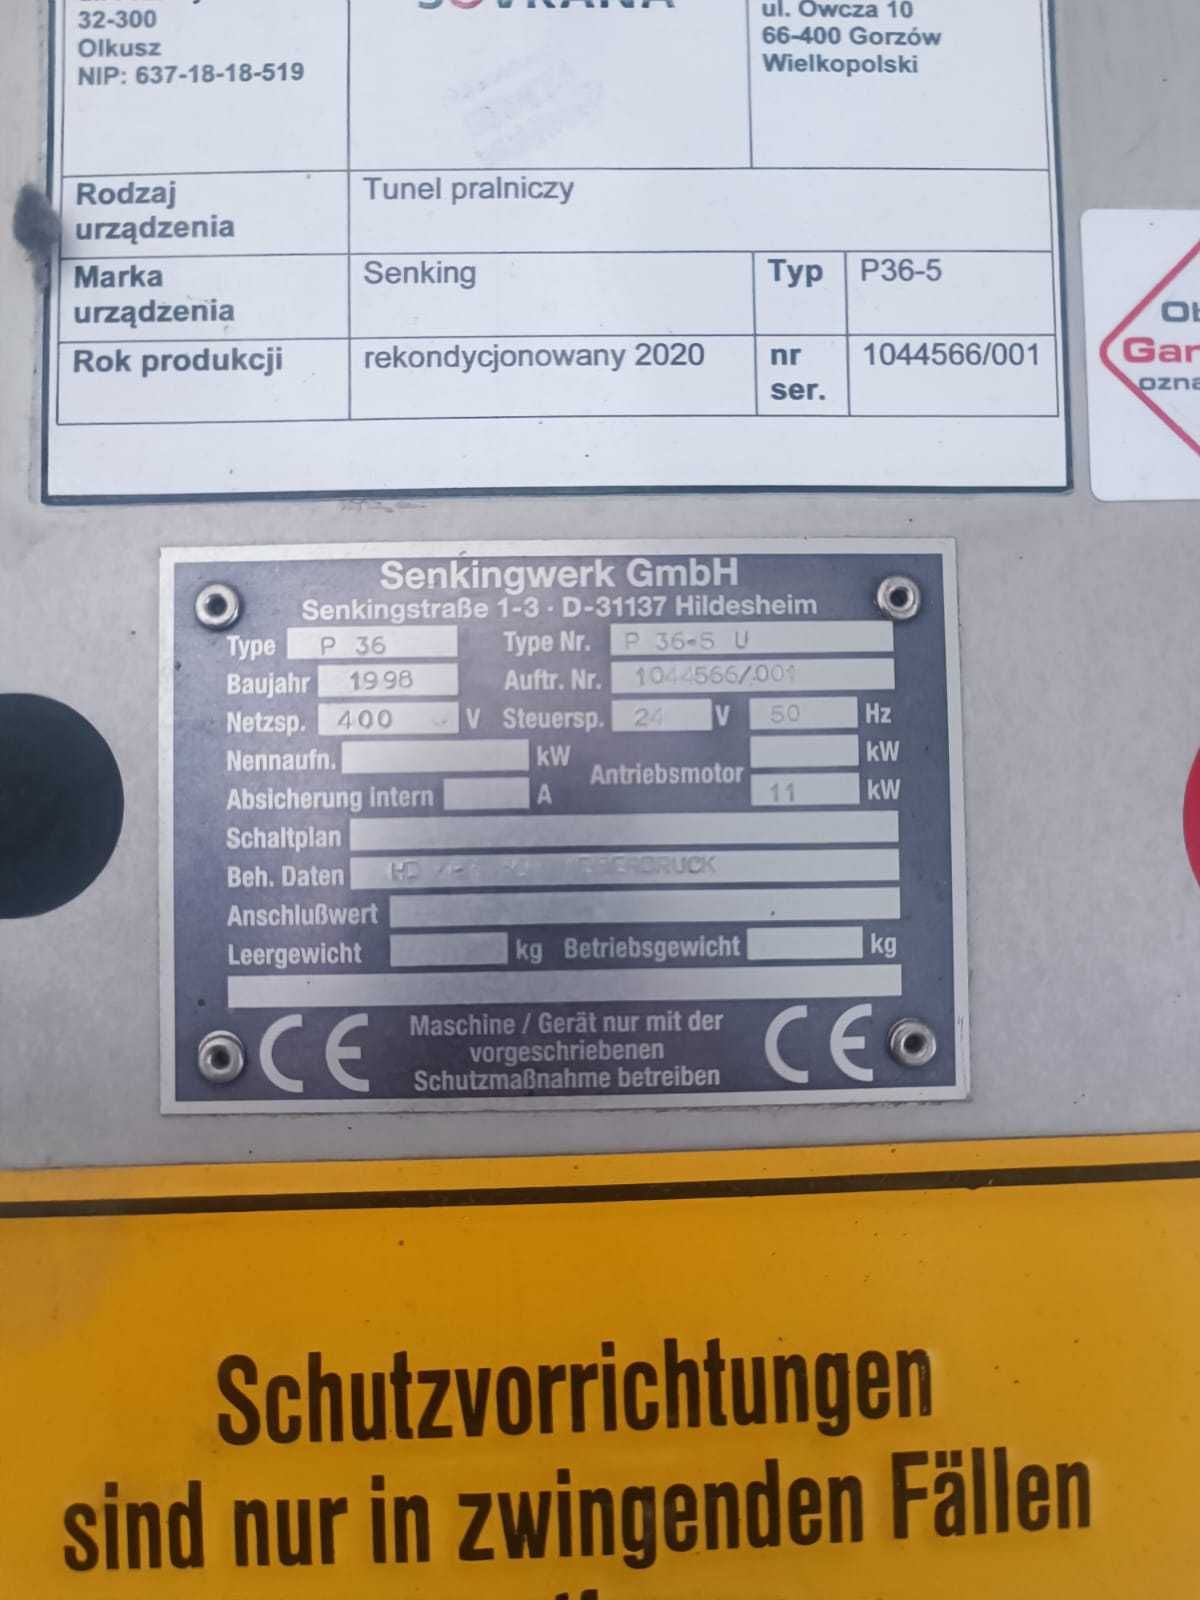 32-300
Olkusz
NIP: 637-18-18-519
SOVRANA
ul. Owcza 10
66-400 Gorzów
Wielkopolski
Rodzaj urządzenia
Tunel pralniczy
Marka urządzenia
Senking
Typ
P36-5
Rok produkcji
rekondycjonowany 2020
nr ser.
1044566/001
Senkingwerk GmbH
Senkingstraße 1-3 · D-31137 Hildesheim
Type P 36 Type Nr. P 36-5 U
Baujahr 1998 Auftr. Nr. 1044566/001
Netzsp. 400 V Steuersp. 24 V 50 Hz
Nennaufn. kW Antriebsmotor kW
Absicherung intern A 11 kW
Schaltplan
Beh. Daten HD
Anschlußwert
Leergewicht kg Betriebsgewicht kg
CE Maschine / Gerät nur mit der CE
vorgeschriebenen
Schutzmaßnahme betreiben
Schutzvorrichtungen
sind nur in zwingenden Fällen